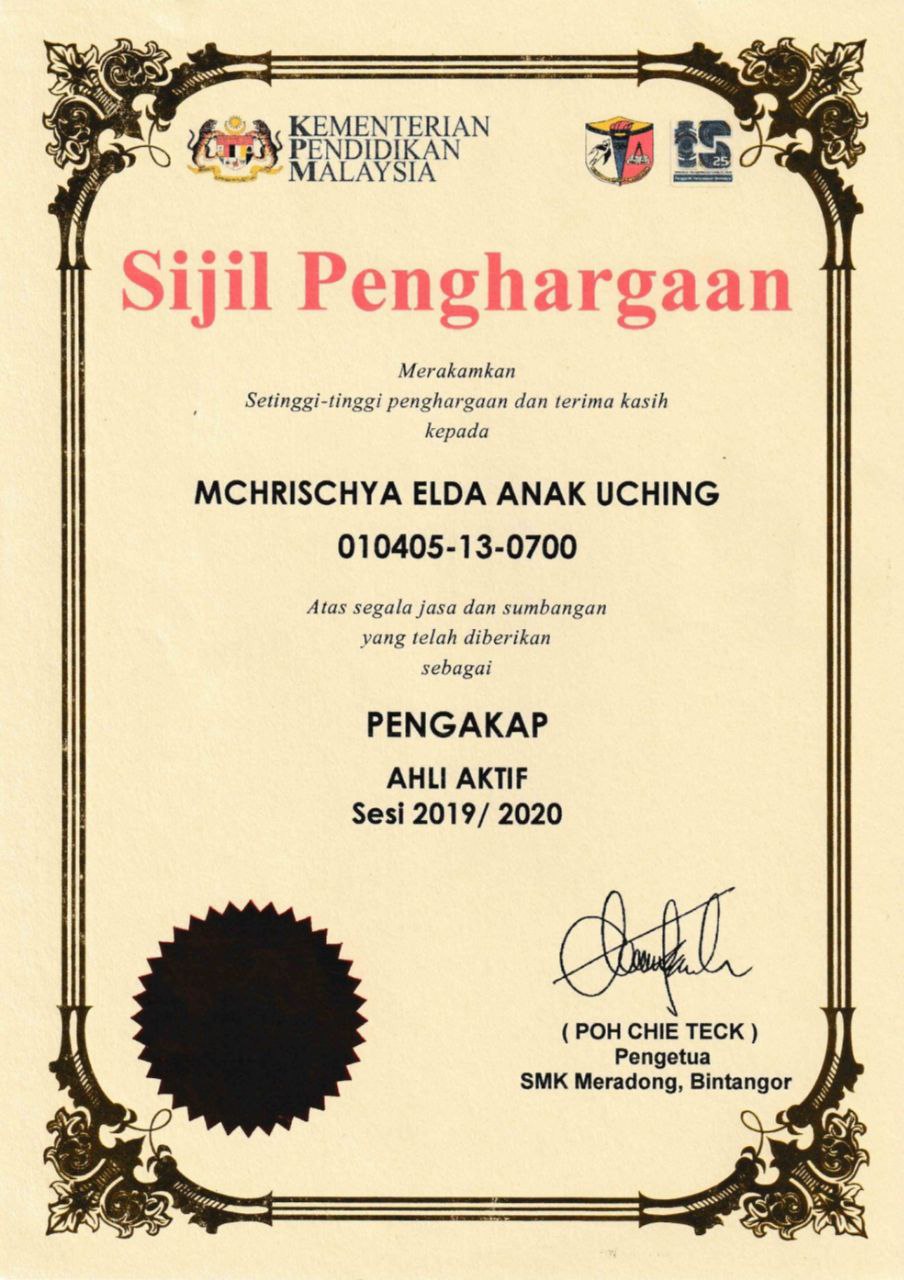 KEMENTERIAN
PENDIDIKAN
MALAYSIA
25
Sijil Penghargaan
Merakamkan
Setinggi-tinggi penghargaan dan terima kasih
kepada
MCHRISCHYA ELDA ANAK UCHING
010405-13-0700
Atas segala jasa dan sumbangan
yang telah diberikan
sebagai
PENGAKAP
AHLI AKTIF
Sesi 2019/ 2020
( POH CHIE TECK )
Pengetua
SMK Meradong, Bintangor